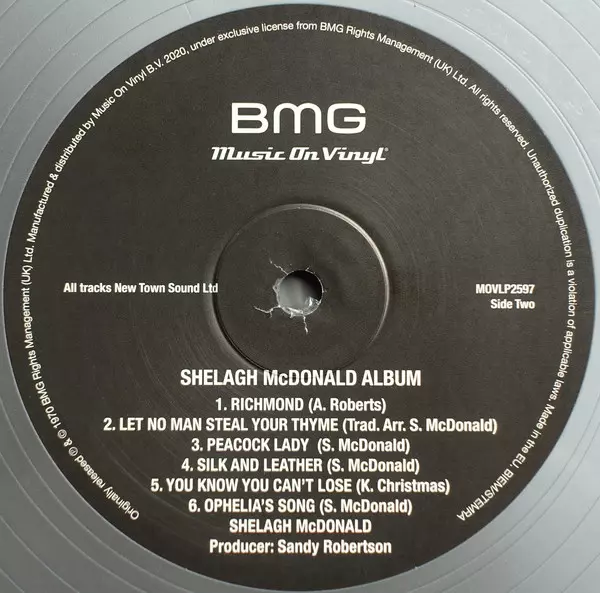 Originally released ℗ & © 1970 BMG Rights Management (UK) Ltd. Manufactured & distributed by Music On Vinyl B.V. 2020, under exclusive license from BMG Rights Management (UK) Ltd. All rights reserved. Unauthorized duplication is a violation of applicable laws. Made in the EU. BIEM/STEMRA
BMG
Music On Vinyl®
All tracks New Town Sound Ltd
MOVLP2597
Side Two
SHELAGH McDONALD ALBUM
1. RICHMOND (A. Roberts)
2. LET NO MAN STEAL YOUR THYME (Trad. Arr. S. McDonald)
3. PEACOCK LADY (S. McDonald)
4. SILK AND LEATHER (S. McDonald)
5. YOU KNOW YOU CAN'T LOSE (K. Christmas)
6. OPHELIA'S SONG (S. McDonald)
SHELAGH McDONALD
Producer: Sandy Robertson